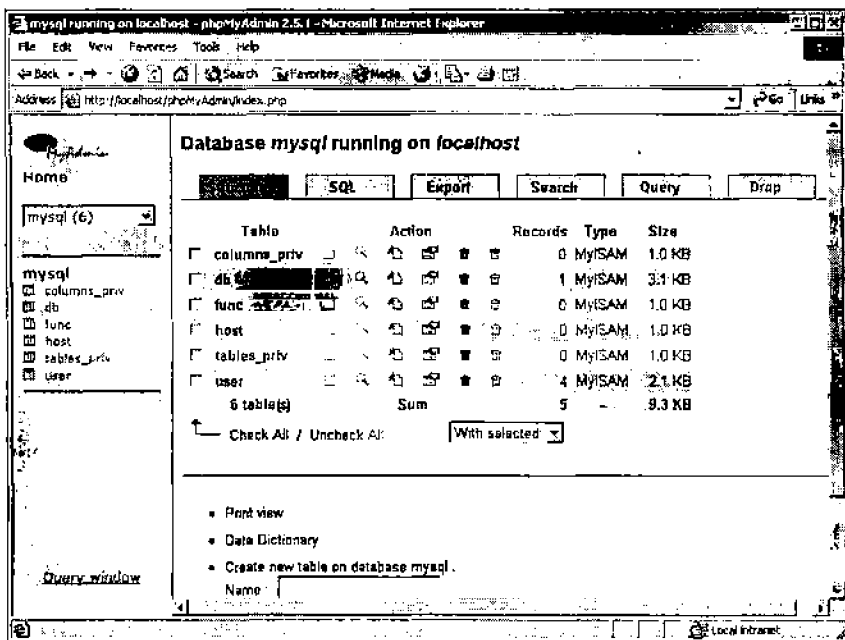 mysql running on localhost - phpMyAdmin 2.5.1 - Microsoft Internet Explorer
File Edit View Favorites Tools Help
Back Search Favorites Media
Address http://localhost/phpMyAdmin/index.php Go Links
MyAdmin
Home
mysql (6)
mysql
columns_priv
db
func
host
tables_priv
user
Query window
Database mysql running on localhost
SQL Export Search Query Drop
Table Action Records Type Size
columns_priv 0 MyISAM 1.0 KB
db 1 MyISAM 3.1 KB
func 0 MyISAM 1.0 KB
host 0 MyISAM 1.0 KB
tables_priv 0 MyISAM 1.0 KB
user 4 MyISAM 2.1 KB
6 table(s) Sum 5 - 9.3 KB
Check All / Uncheck All With selected:
Print view
Data Dictionary
Create new table on database mysql :
Name :
Local intranet